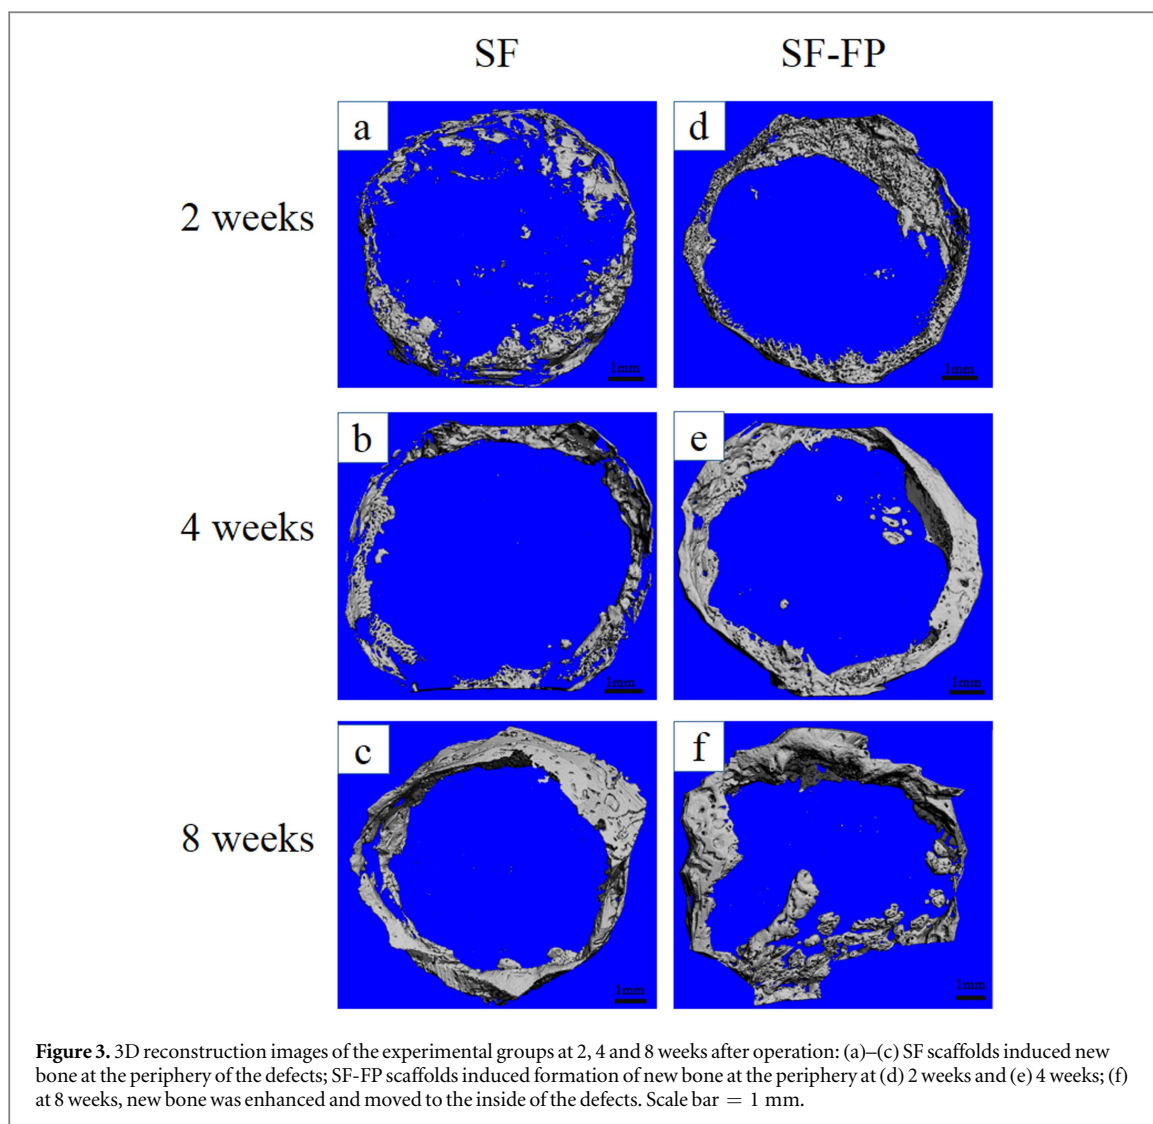 SF SF-FP
a d
2 weeks
1mm 1mm
b e
4 weeks
1mm 1mm
c f
8 weeks
1mm 1mm
Figure 3. 3D reconstruction images of the experimental groups at 2, 4 and 8 weeks after operation: (a)–(c) SF scaffolds induced new
bone at the periphery of the defects; SF-FP scaffolds induced formation of new bone at the periphery at (d) 2 weeks and (e) 4 weeks; (f)
at 8 weeks, new bone was enhanced and moved to the inside of the defects. Scale bar = 1 mm.